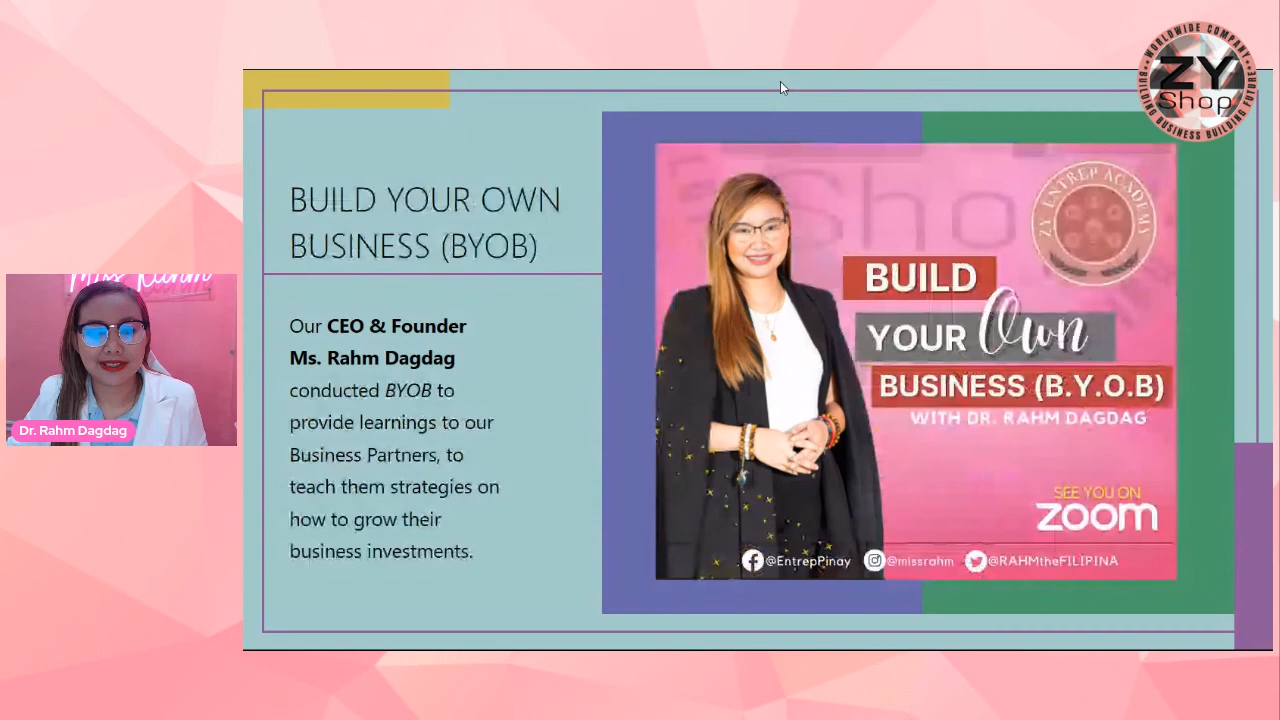 WORLDWIDE COMPANY
ZY
Shop
BUILDING BUSINESS BUILDING FUTURE
BUILD YOUR OWN
BUSINESS (BYOB)
Our CEO & Founder
Ms. Rahm Dagdag
conducted BYOB to
provide learnings to our
Business Partners, to
teach them strategies on
how to grow their
business investments.
Shop
ZY ENTREP ACADEMY
BUILD
YOUR Own
BUSINESS (B.Y.O.B)
WITH DR. RAHM DAGDAG
SEE YOU ON
zoom
@EntrepPinay @missrahm @RAHMtheFILIPINA
Miss Rahm
Dr. Rahm Dagdag